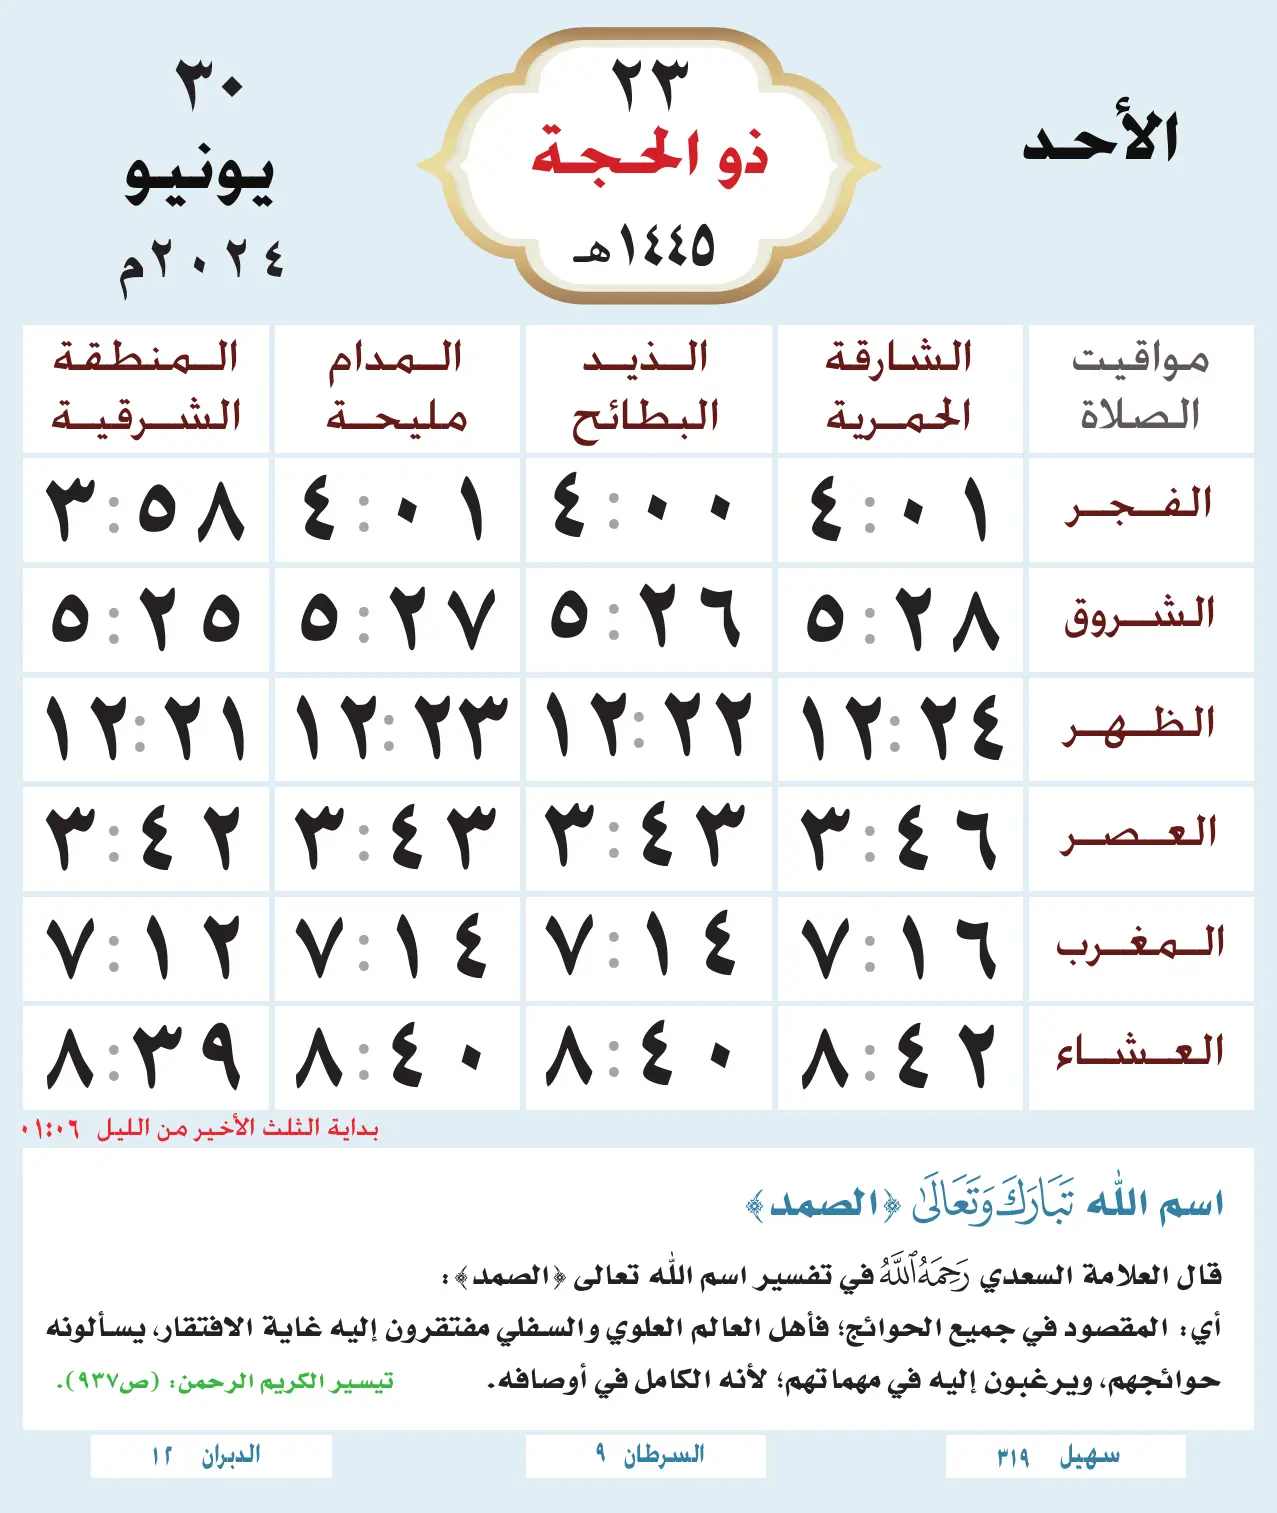 الأحد
٢٣
ذو الحجة
١٤٤٥هـ
٣٠
يونيو
٢٠٢٤م
مواقيت الصلاة | الشارقة الحمرية | الذيد البطائح | المدام مليحة | المنطقة الشرقية
الفجر | ٤:٠١ | ٤:٠٠ | ٤:٠١ | ٣:٥٨
الشروق | ٥:٢٨ | ٥:٢٦ | ٥:٢٧ | ٥:٢٥
الظهر | ١٢:٢٤ | ١٢:٢٢ | ١٢:٢٣ | ١٢:٢١
العصر | ٣:٤٦ | ٣:٤٣ | ٣:٤٣ | ٣:٤٢
المغرب | ٧:١٦ | ٧:١٤ | ٧:١٤ | ٧:١٢
العشاء | ٨:٤٢ | ٨:٤٠ | ٨:٤٠ | ٨:٣٩
بداية الثلث الأخير من الليل ٠١:٠٦
اسم الله تَبَارَكَ وَتَعَالَىٰ ﴿الصمد﴾
قال العلامة السعدي رَحِمَهُ ٱللَّهُ في تفسير اسم الله تعالى ﴿الصمد﴾:
أي: المقصود في جميع الحوائج؛ فأهل العالم العلوي والسفلي مفتقرون إليه غاية الافتقار، يسألونه
حوائجهم، ويرغبون إليه في مهماتهم؛ لأنه الكامل في أوصافه. تيسير الكريم الرحمن: (ص٩٣٧).
سهيل ٣١٩
السرطان ٩
الدبران ١٢